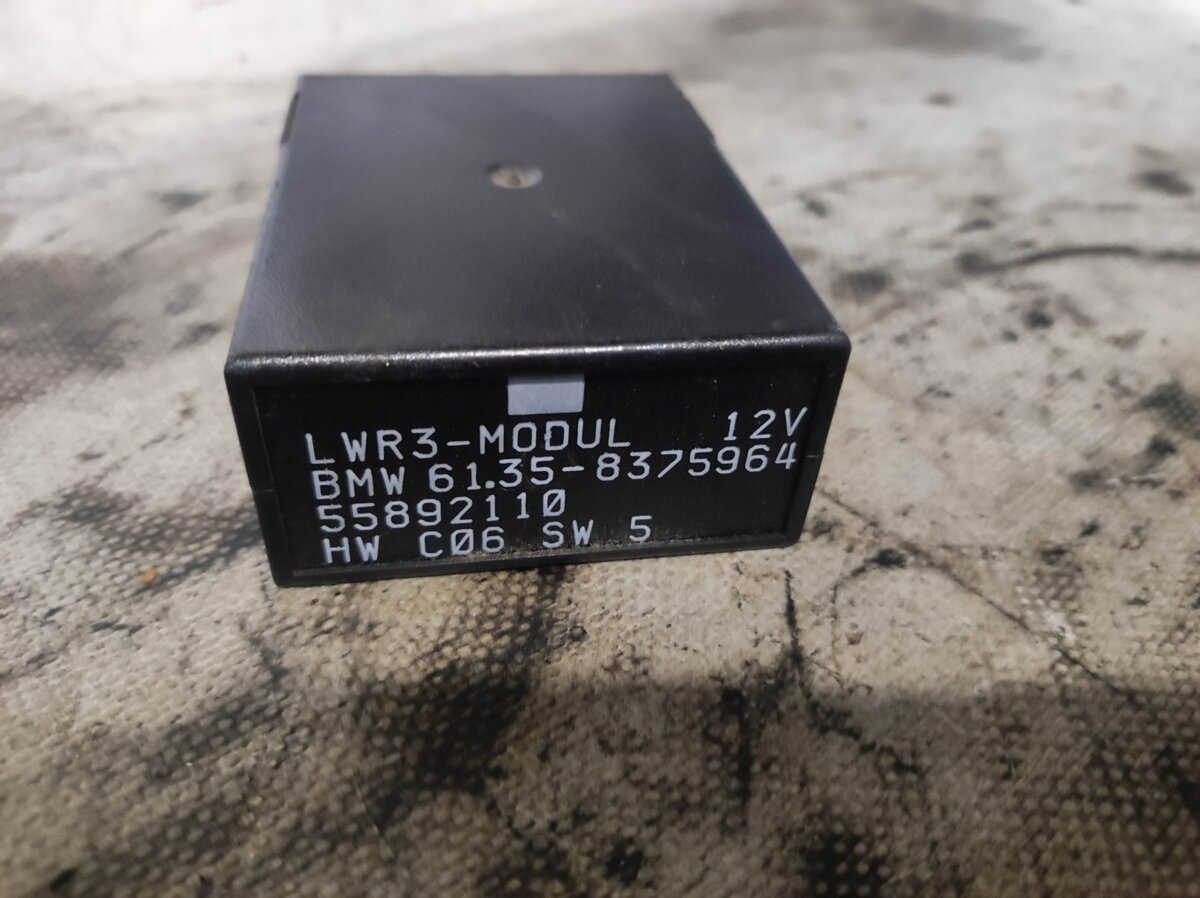 LWR3-MODUL 12V
BMW 61.35-8375964
55892110
HW C06 SW 5